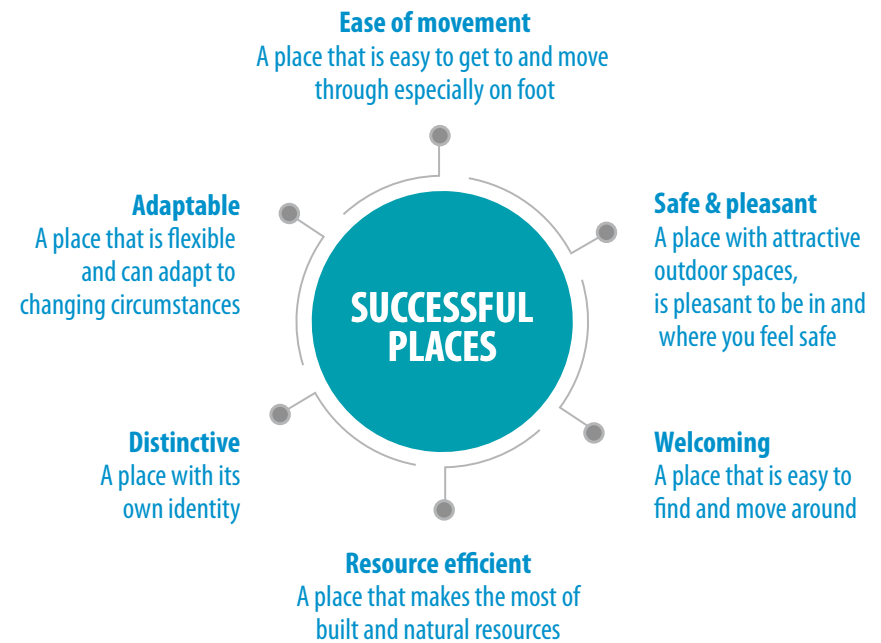 Ease of movement
A place that is easy to get to and move
through especially on foot
Adaptable
A place that is flexible
and can adapt to
changing circumstances
Safe & pleasant
A place with attractive
outdoor spaces,
is pleasant to be in and
where you feel safe
SUCCESSFUL
PLACES
Distinctive
A place with its
own identity
Welcoming
A place that is easy to
find and move around
Resource efficient
A place that makes the most of
built and natural resources